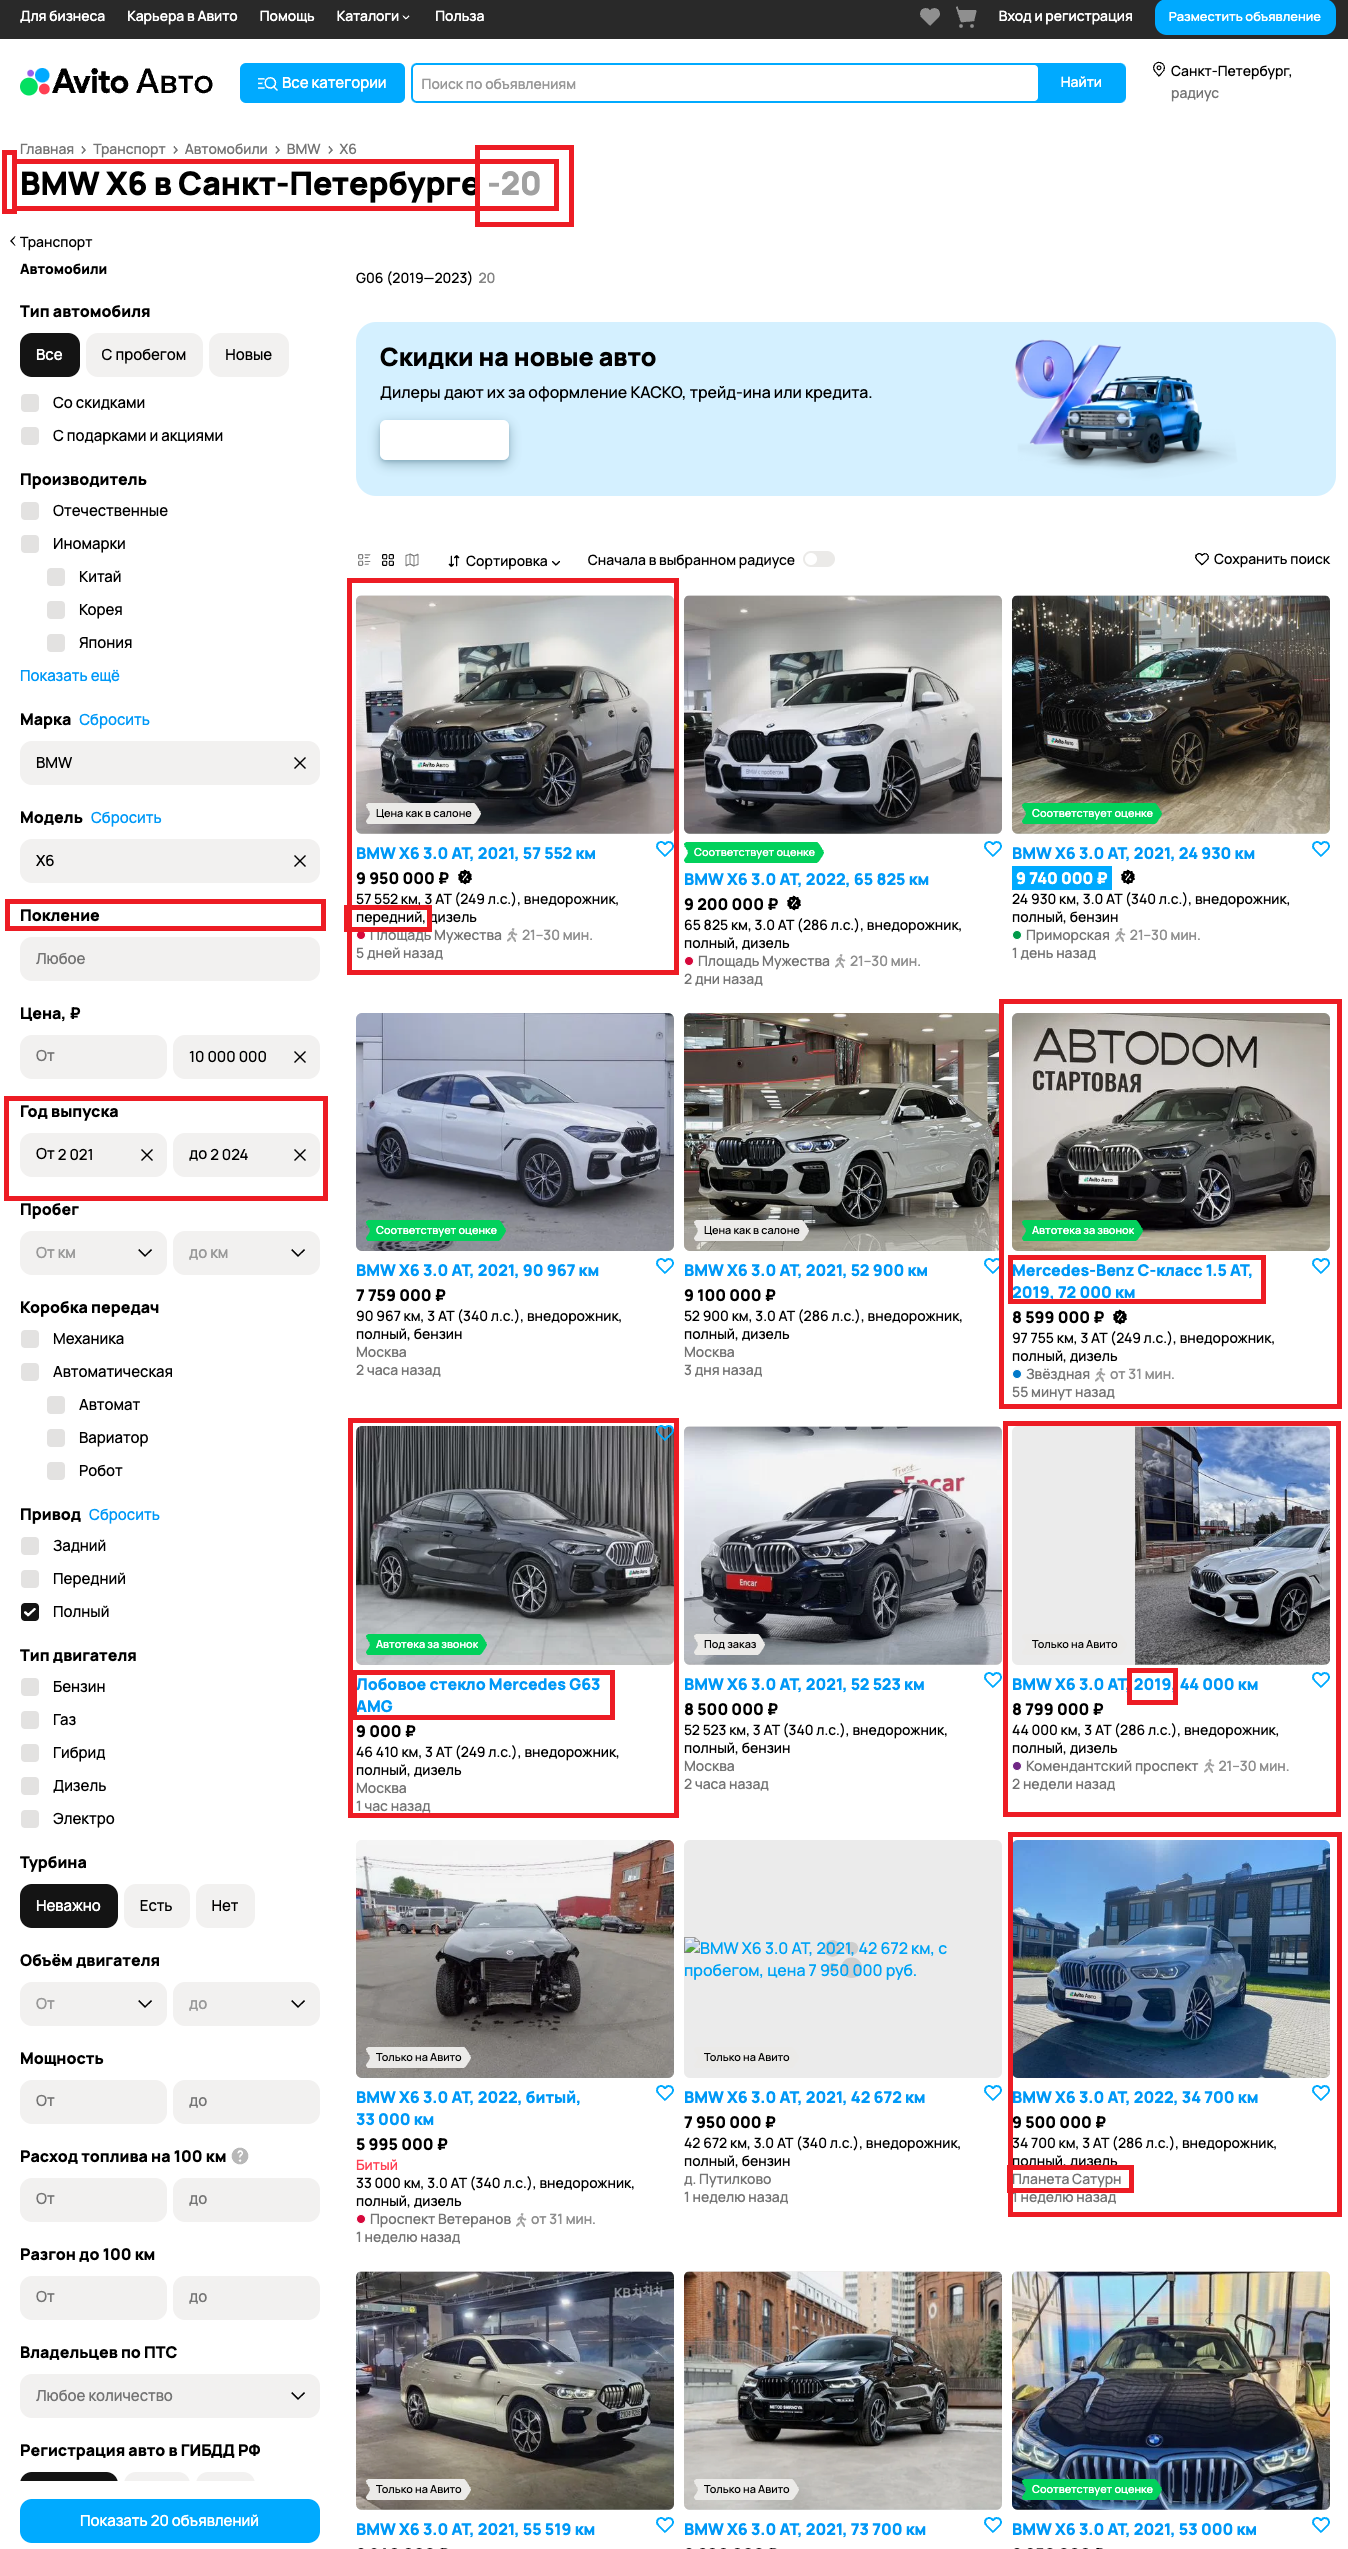 Для бизнеса Карьера в Авито Помощь Каталоги Польза Вход и регистрация Разместить объявление
Avito Авто Все категории Поиск по объявлениям Найти Санкт-Петербург,
радиус
Главная > Транспорт > Автомобили > BMW > X6
BMW X6 в Санкт-Петербурге -20
Транспорт
Автомобили
Тип автомобиля
Все С пробегом Новые
Со скидками
С подарками и акциями
Производитель
Отечественные
Иномарки
Китай
Корея
Япония
Показать ещё
Марка Сбросить
BMW
Модель Сбросить
X6
Покление
Любое
Цена, ₽
От 10 000 000
Год выпуска
От 2 021 до 2 024
Пробег
От км до км
Коробка передач
Механика
Автоматическая
Автомат
Вариатор
Робот
Привод Сбросить
Задний
Передний
Полный
Тип двигателя
Бензин
Газ
Гибрид
Дизель
Электро
Турбина
Неважно Есть Нет
Объём двигателя
От до
Мощность
От до
Расход топлива на 100 км ?
От до
Разгон до 100 км
От до
Владельцев по ПТС
Любое количество
Регистрация авто в ГИБДД РФ
Показать 20 объявлений
G06 (2019—2023) 20
Скидки на новые авто
Дилеры дают их за оформление КАСКО, трейд-ина или кредита.
%
Сортировка Сначала в выбранном радиусе Сохранить поиск
Avito Авто
Цена как в салоне
BMW X6 3.0 AT, 2021, 57 552 км
9 950 000 ₽
57 552 км, 3 AT (249 л.с.), внедорожник,
передний, дизель
Площадь Мужества 21–30 мин.
5 дней назад
BMW с пробегом
Соответствует оценке
BMW X6 3.0 AT, 2022, 65 825 км
9 200 000 ₽
65 825 км, 3.0 AT (286 л.с.), внедорожник,
полный, дизель
Площадь Мужества 21–30 мин.
2 дни назад
Avito Авто
Соответствует оценке
BMW X6 3.0 AT, 2021, 24 930 км
9 740 000 ₽
24 930 км, 3.0 AT (340 л.с.), внедорожник,
полный, бензин
Приморская 21–30 мин.
1 день назад
Соответствует оценке
BMW X6 3.0 AT, 2021, 90 967 км
7 759 000 ₽
90 967 км, 3 AT (340 л.с.), внедорожник,
полный, бензин
Москва
2 часа назад
Цена как в салоне
BMW X6 3.0 AT, 2021, 52 900 км
9 100 000 ₽
52 900 км, 3 AT (286 л.с.), внедорожник,
полный, дизель
Москва
3 дня назад
АВТОDОМ
СТАРТОВАЯ
Avito Авто
Автотека за звонок
Mercedes-Benz C-класс 1.5 AT,
2019, 72 000 км
8 599 000 ₽
97 755 км, 3 AT (249 л.с.), внедорожник,
полный, дизель
Звёздная от 31 мин.
55 минут назад
Avito Авто
Автотека за звонок
Лобовое стекло Mercedes G63
AMG
9 000 ₽
46 410 км, 3 AT (249 л.с.), внедорожник,
полный, дизель
Москва
1 час назад
Encar
Encar
Под заказ
BMW X6 3.0 AT, 2021, 52 523 км
8 500 000 ₽
52 523 км, 3 AT (340 л.с.), внедорожник,
полный, бензин
Москва
2 часа назад
Только на Авито
BMW X6 3.0 AT, 2019, 44 000 км
8 799 000 ₽
44 000 км, 3 AT (286 л.с.), внедорожник,
полный, дизель
Комендантский проспект 21–30 мин.
2 недели назад
Только на Авито
BMW X6 3.0 AT, 2022, битый,
33 000 км
5 995 000 ₽
Битый
33 000 км, 3.0 AT (340 л.с.), внедорожник,
полный, дизель
Проспект Ветеранов от 31 мин.
1 неделю назад
BMW X6 3.0 AT, 2021, 42 672 км, с
пробегом, цена 7 950 000 руб.
Только на Авито
BMW X6 3.0 AT, 2021, 42 672 км
7 950 000 ₽
42 672 км, 3.0 AT (340 л.с.), внедорожник,
полный, бензин
д. Путилково
1 неделю назад
Avito Авто
BMW X6 3.0 AT, 2022, 34 700 км
9 500 000 ₽
34 700 км, 3 AT (286 л.с.), внедорожник,
полный, дизель
Планета Сатурн
1 неделю назад
KB차차차
Только на Авито
BMW X6 3.0 AT, 2021, 55 519 км
Только на Авито
BMW X6 3.0 AT, 2021, 73 700 км
Соответствует оценке
BMW X6 3.0 AT, 2021, 53 000 км